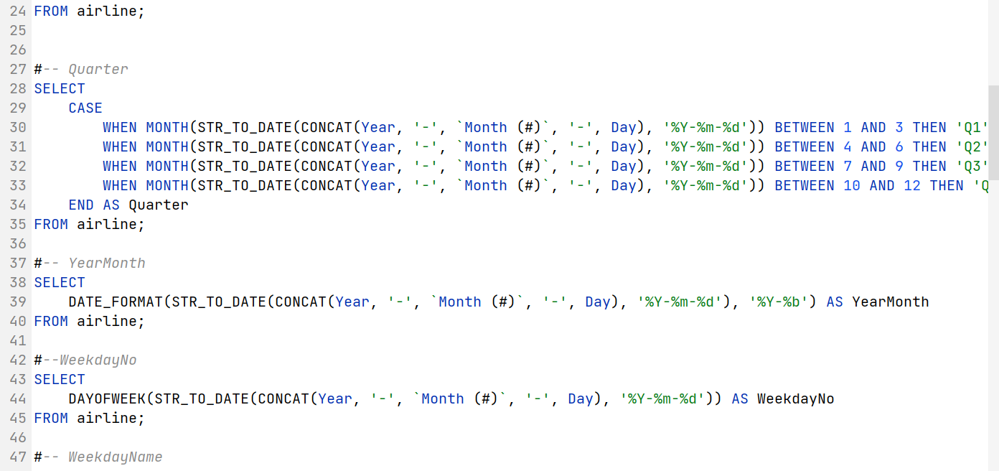 24 FROM airline;
25
26
27 #-- Quarter
28 SELECT
29     CASE
30         WHEN MONTH(STR_TO_DATE(CONCAT(Year, '-', `Month (#)`, '-', Day), '%Y-%m-%d')) BETWEEN 1 AND 3 THEN 'Q1'
31         WHEN MONTH(STR_TO_DATE(CONCAT(Year, '-', `Month (#)`, '-', Day), '%Y-%m-%d')) BETWEEN 4 AND 6 THEN 'Q2'
32         WHEN MONTH(STR_TO_DATE(CONCAT(Year, '-', `Month (#)`, '-', Day), '%Y-%m-%d')) BETWEEN 7 AND 9 THEN 'Q3'
33         WHEN MONTH(STR_TO_DATE(CONCAT(Year, '-', `Month (#)`, '-', Day), '%Y-%m-%d')) BETWEEN 10 AND 12 THEN 'Q
34     END AS Quarter
35 FROM airline;
36
37 #-- YearMonth
38 SELECT
39     DATE_FORMAT(STR_TO_DATE(CONCAT(Year, '-', `Month (#)`, '-', Day), '%Y-%m-%d'), '%Y-%b') AS YearMonth
40 FROM airline;
41
42 #--WeekdayNo
43 SELECT
44     DAYOFWEEK(STR_TO_DATE(CONCAT(Year, '-', `Month (#)`, '-', Day), '%Y-%m-%d')) AS WeekdayNo
45 FROM airline;
46
47 #-- WeekdayName